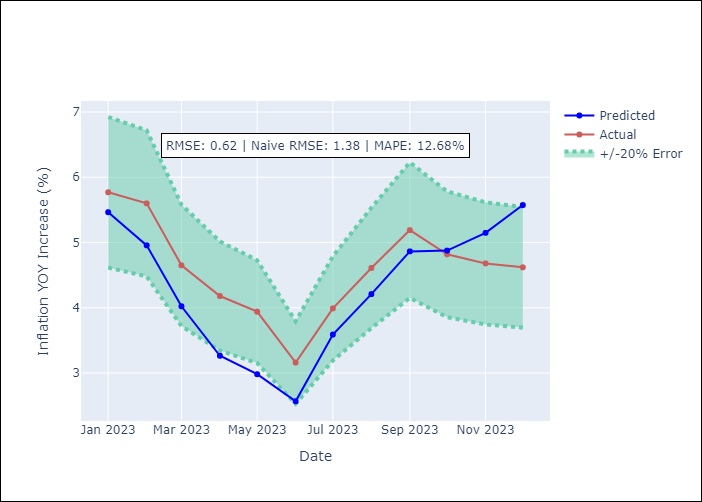 RMSE: 0.62 | Naive RMSE: 1.38 | MAPE: 12.68%
Predicted
Actual
+/-20% Error
Inflation YOY Increase (%)
7
6
5
4
3
Jan 2023
Mar 2023
May 2023
Jul 2023
Sep 2023
Nov 2023
Date